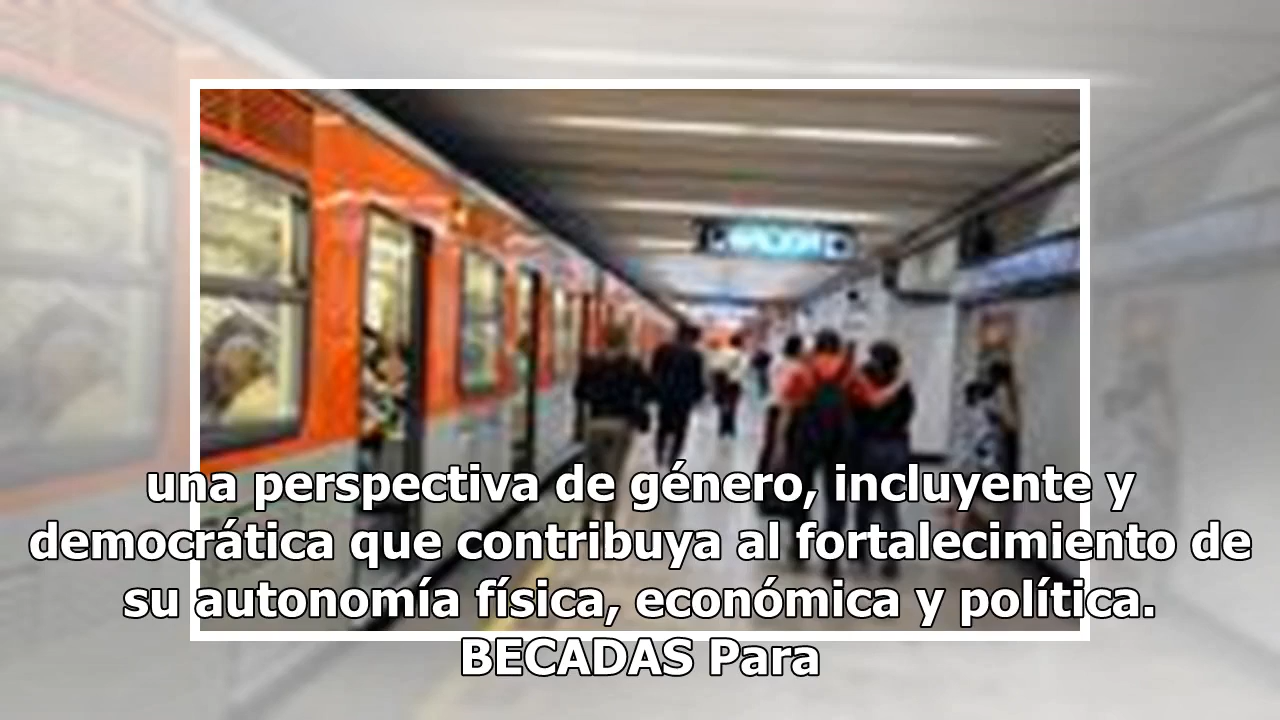 una perspectiva de género, incluyente y
democrática que contribuya al fortalecimiento de
su autonomía física, económica y política.
BECADAS Para